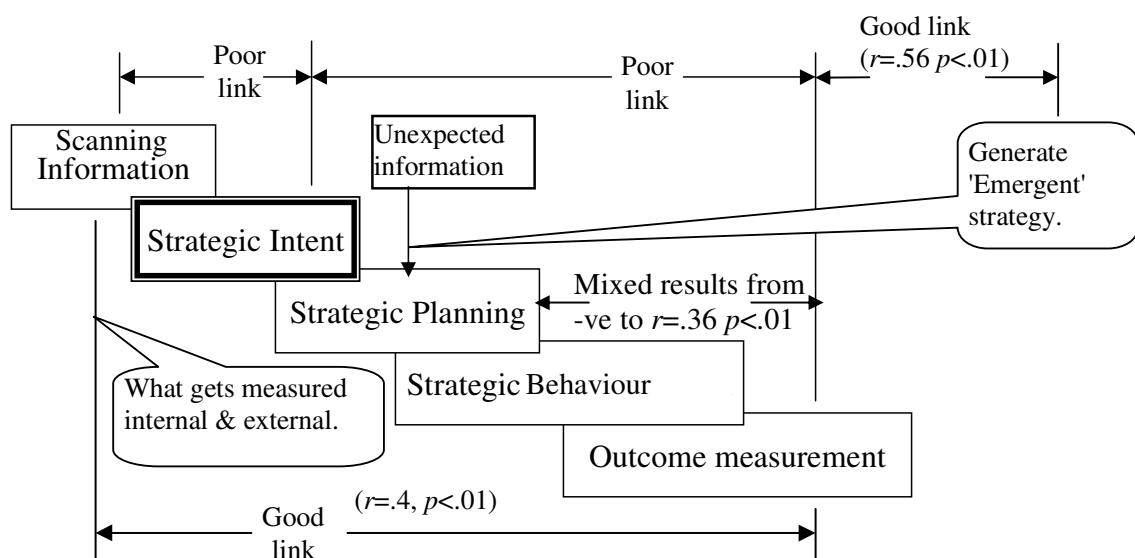 Good link
(r=.56 p<.01)
Poor
link
Poor
link
Scanning
Information
Unexpected
information
Generate
'Emergent'
strategy.
Strategic Intent
Strategic Planning
Mixed results from
-ve to r=.36 p<.01
What gets measured
internal & external.
Strategic Behaviour
Outcome measurement
(r=.4, p<.01)
Good
link